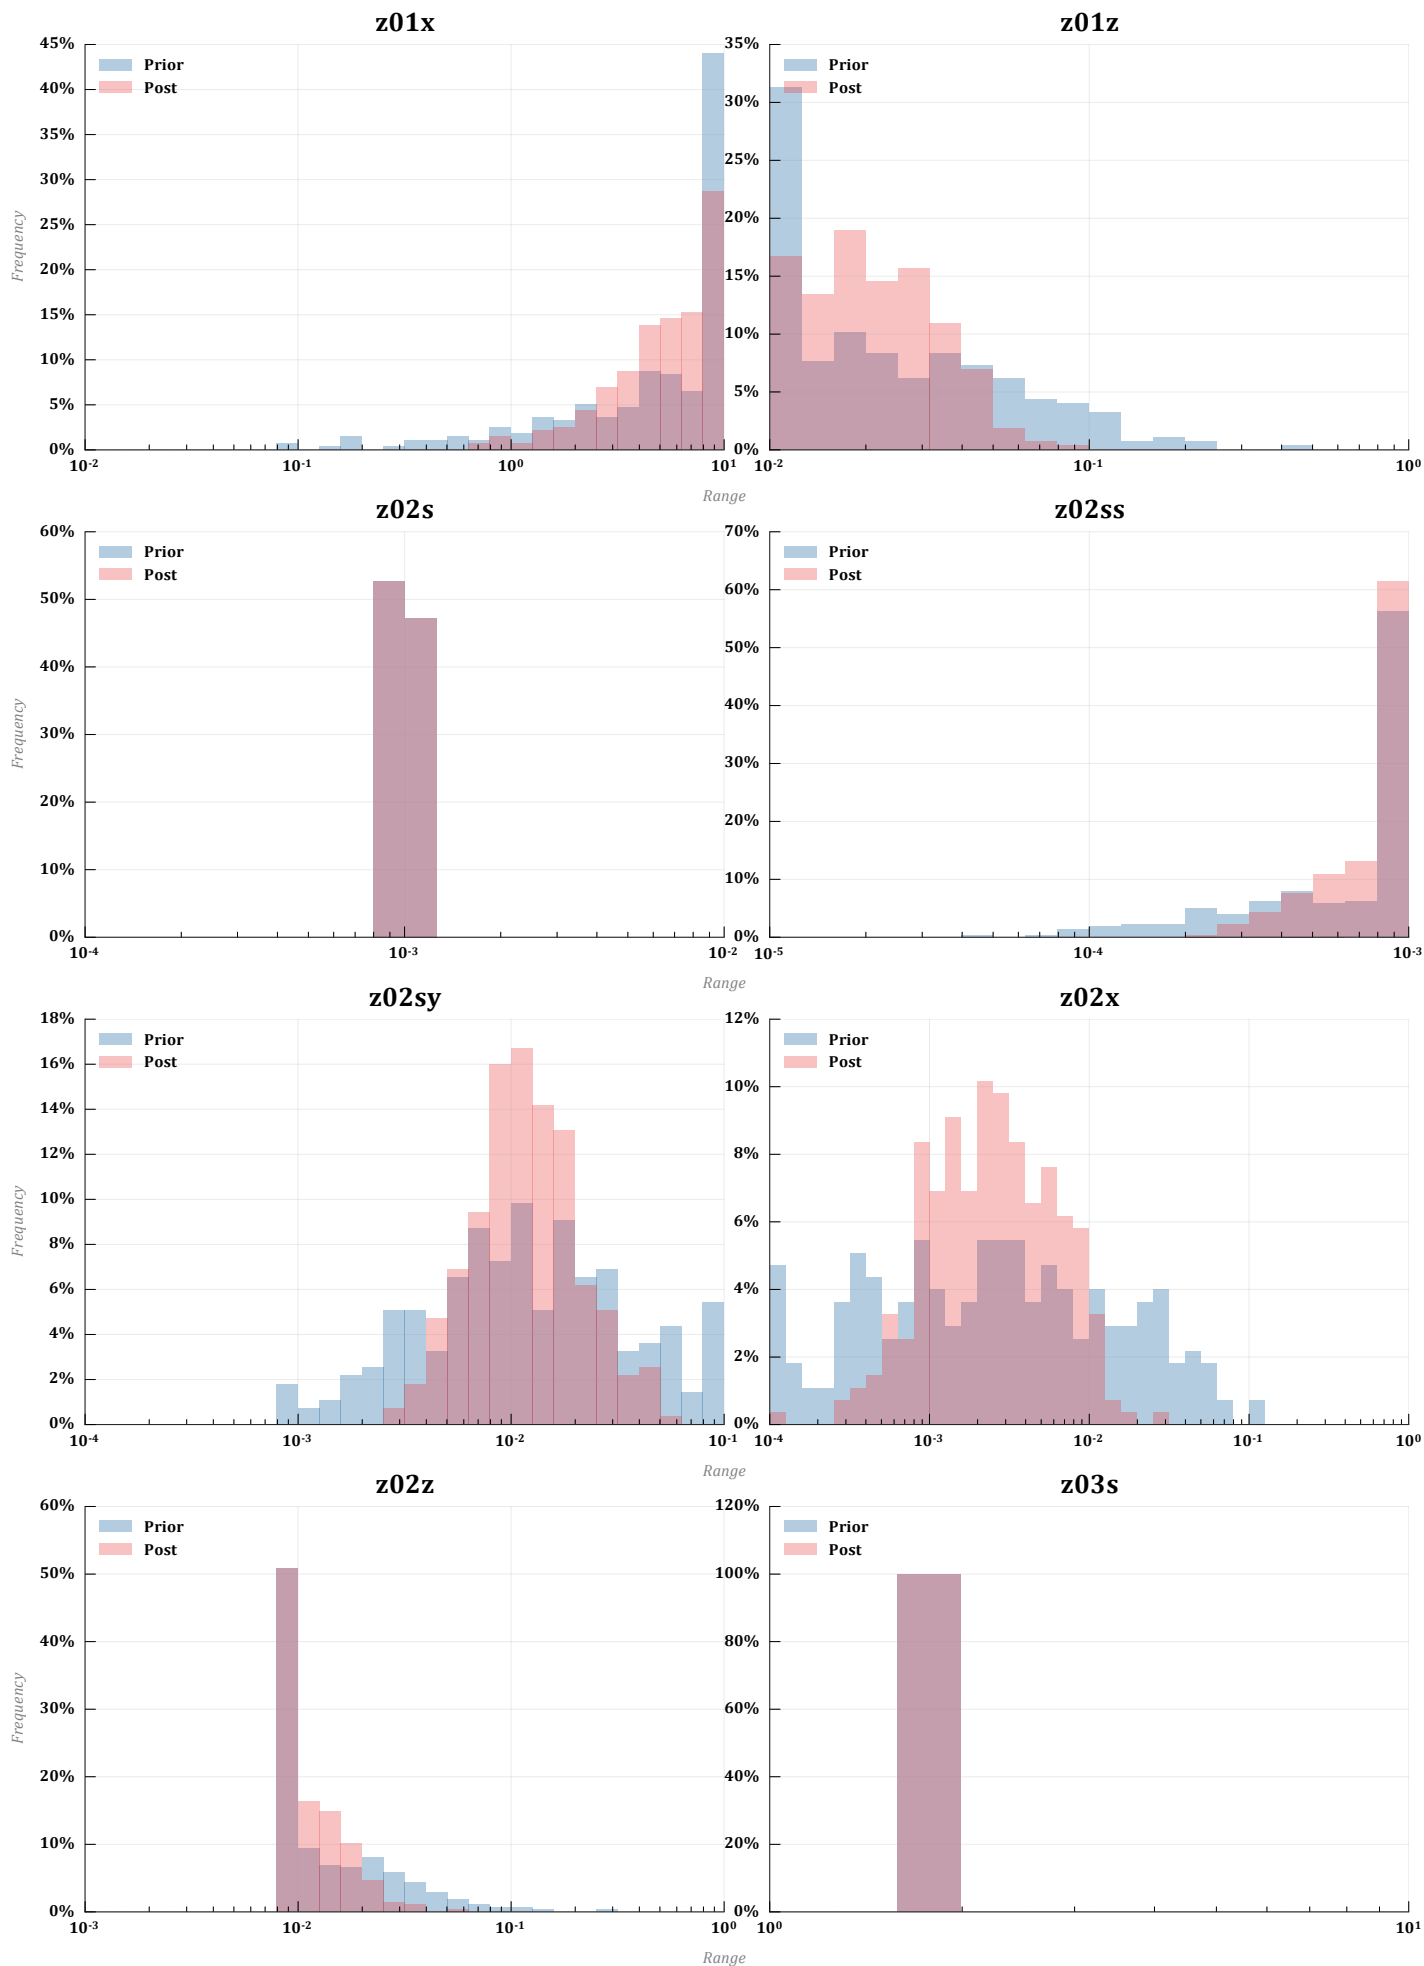 z01x
z01z
45%
40%
35%
30%
25%
20%
15%
10%
5%
0%
Frequency
Prior
Post
10-2
10-1
100
101
35%
30%
25%
20%
15%
10%
5%
0%
Prior
Post
10-2
10-1
100
Range
z02s
z02ss
60%
50%
40%
30%
20%
10%
0%
Frequency
Prior
Post
10-4
10-3
10-2
70%
60%
50%
40%
30%
20%
10%
0%
Prior
Post
10-5
10-4
10-3
Range
z02sy
z02x
18%
16%
14%
12%
10%
8%
6%
4%
2%
0%
Frequency
Prior
Post
10-4
10-3
10-2
10-1
12%
10%
8%
6%
4%
2%
0%
Prior
Post
10-4
10-3
10-2
10-1
100
Range
z02z
z03s
60%
50%
40%
30%
20%
10%
0%
Frequency
Prior
Post
10-3
10-2
10-1
100
120%
100%
80%
60%
40%
20%
0%
Prior
Post
100
101
Range